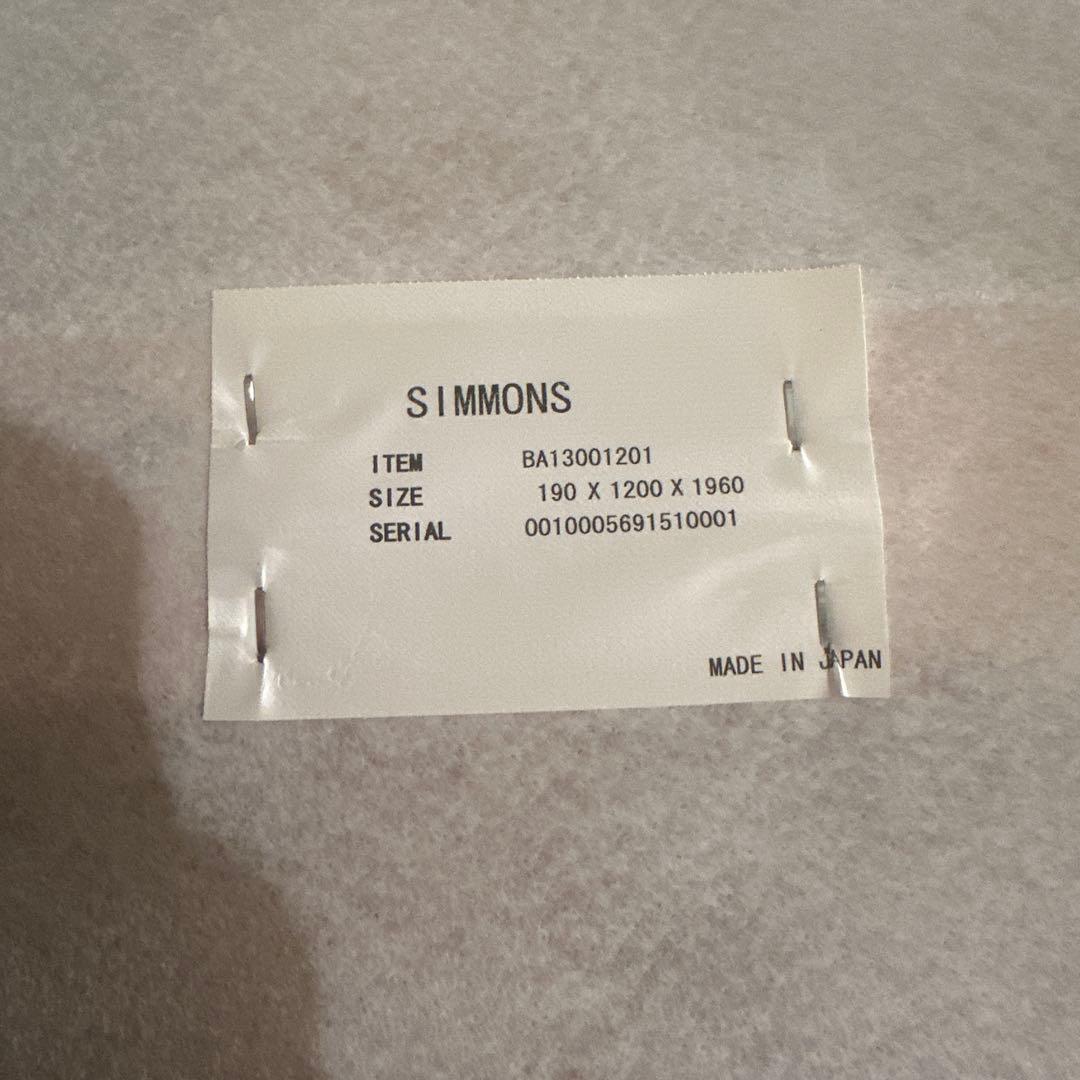 SIMMONS
ITEM BA13001201
SIZE 190 X 1200 X 1960
SERIAL 0010005691510001
MADE IN JAPAN